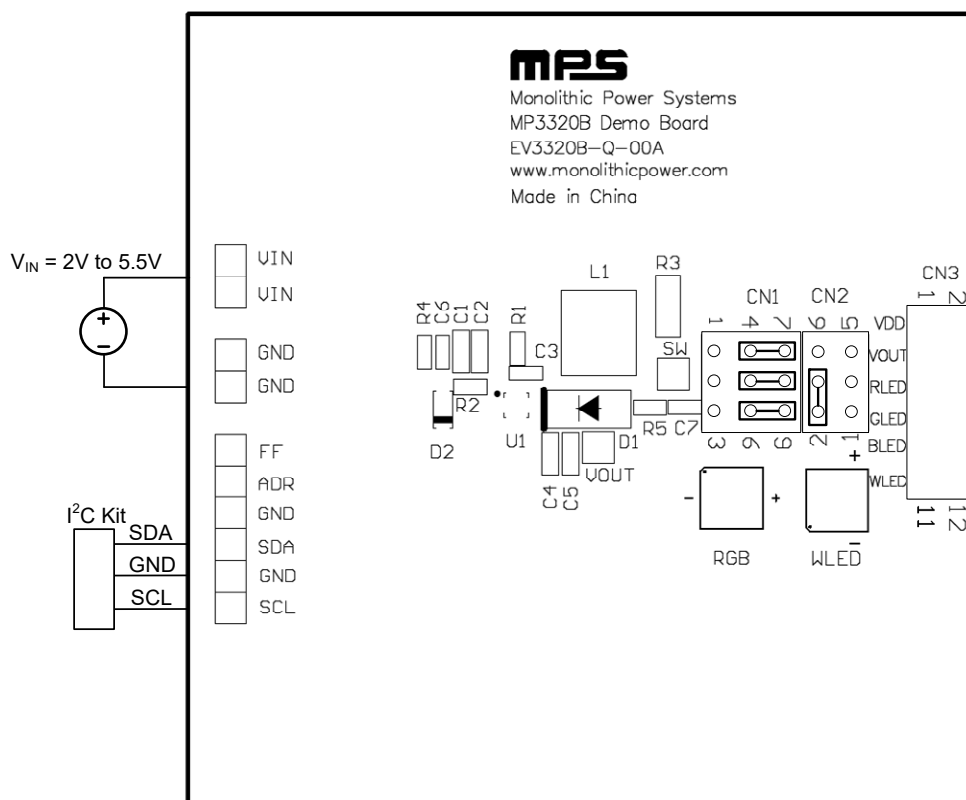 mPS
Monolithic Power Systems
MP3320B Demo Board
EV3320B-Q-00A
www.monolithicpower.com
Made in China
V_IN = 2V to 5.5V
+
−
VIN
VIN
GND
GND
FF
ADR
GND
SDA
GND
SCL
I²C Kit
SDA
GND
SCL
R4
C6
C1
C2
R1
C3
R2
D2
U1
L1
R3
SW
D1
R5
C7
C4
C5
VOUT
CN1
CN2
CN3
1
4
7
6
5
3
6
9
2
1
+
1
2
VDD
VOUT
RLED
GLED
BLED
WLED
11
12
-
+
RGB
WLED
-